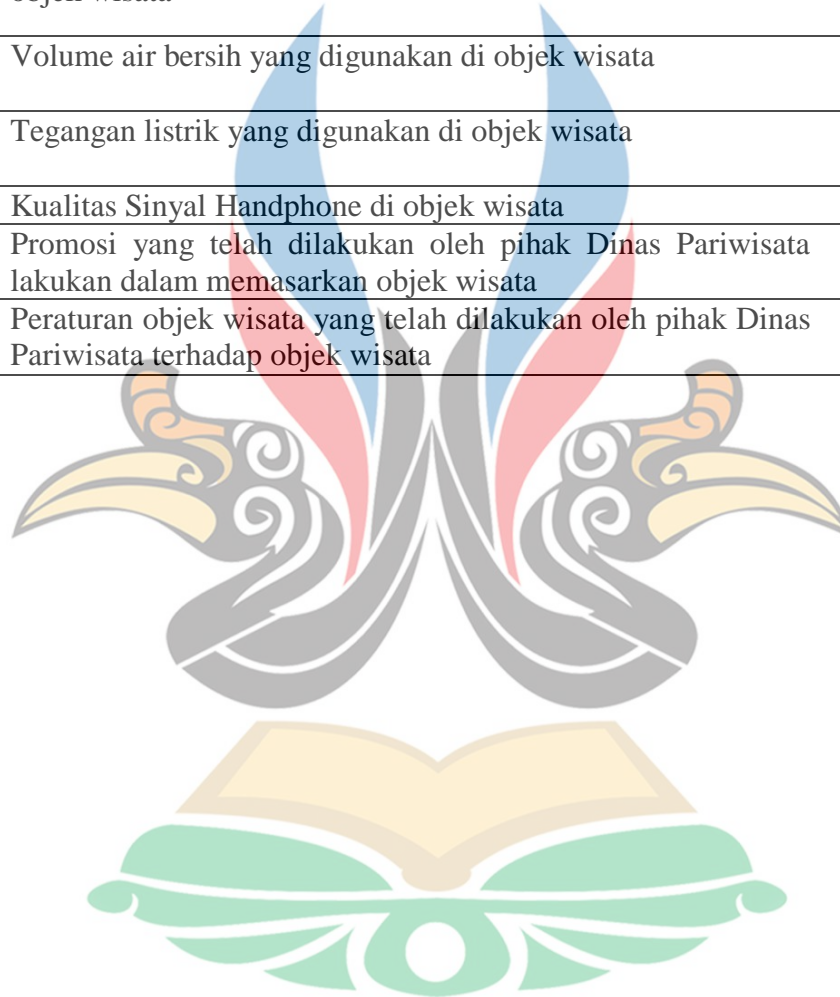 objek wisata
Volume air bersih yang digunakan di objek wisata
Tegangan listrik yang digunakan di objek wisata
Kualitas Sinyal Handphone di objek wisata
Promosi yang telah dilakukan oleh pihak Dinas Pariwisata
lakukan dalam memasarkan objek wisata
Peraturan objek wisata yang telah dilakukan oleh pihak Dinas
Pariwisata terhadap objek wisata